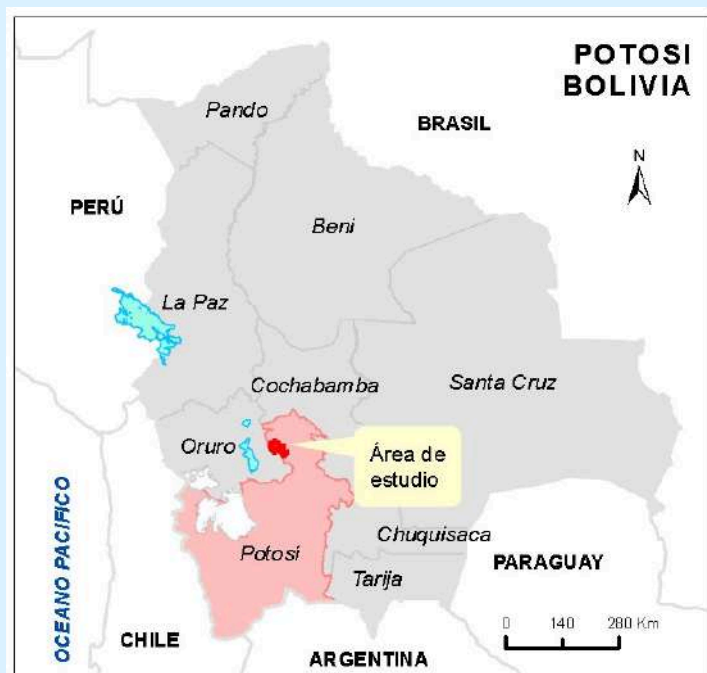 POTOSI
BOLIVIA
Pando
BRASIL
N
PERÚ
Beni
La Paz
Cochabamba
Santa Cruz
Oruro
Área de
estudio
Chuquisaca
Potosí
PARAGUAY
Tarija
OCEANO PACIFICO
0 140 280 Km
CHILE
ARGENTINA